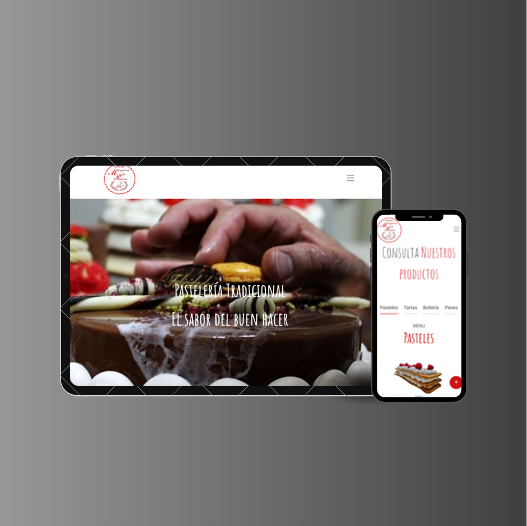 Pastelería Tradicional
El sabor del buen hacer
Consulta Nuestros
productos
Pasteles Tartas Bollería Panes
MENU
Pasteles